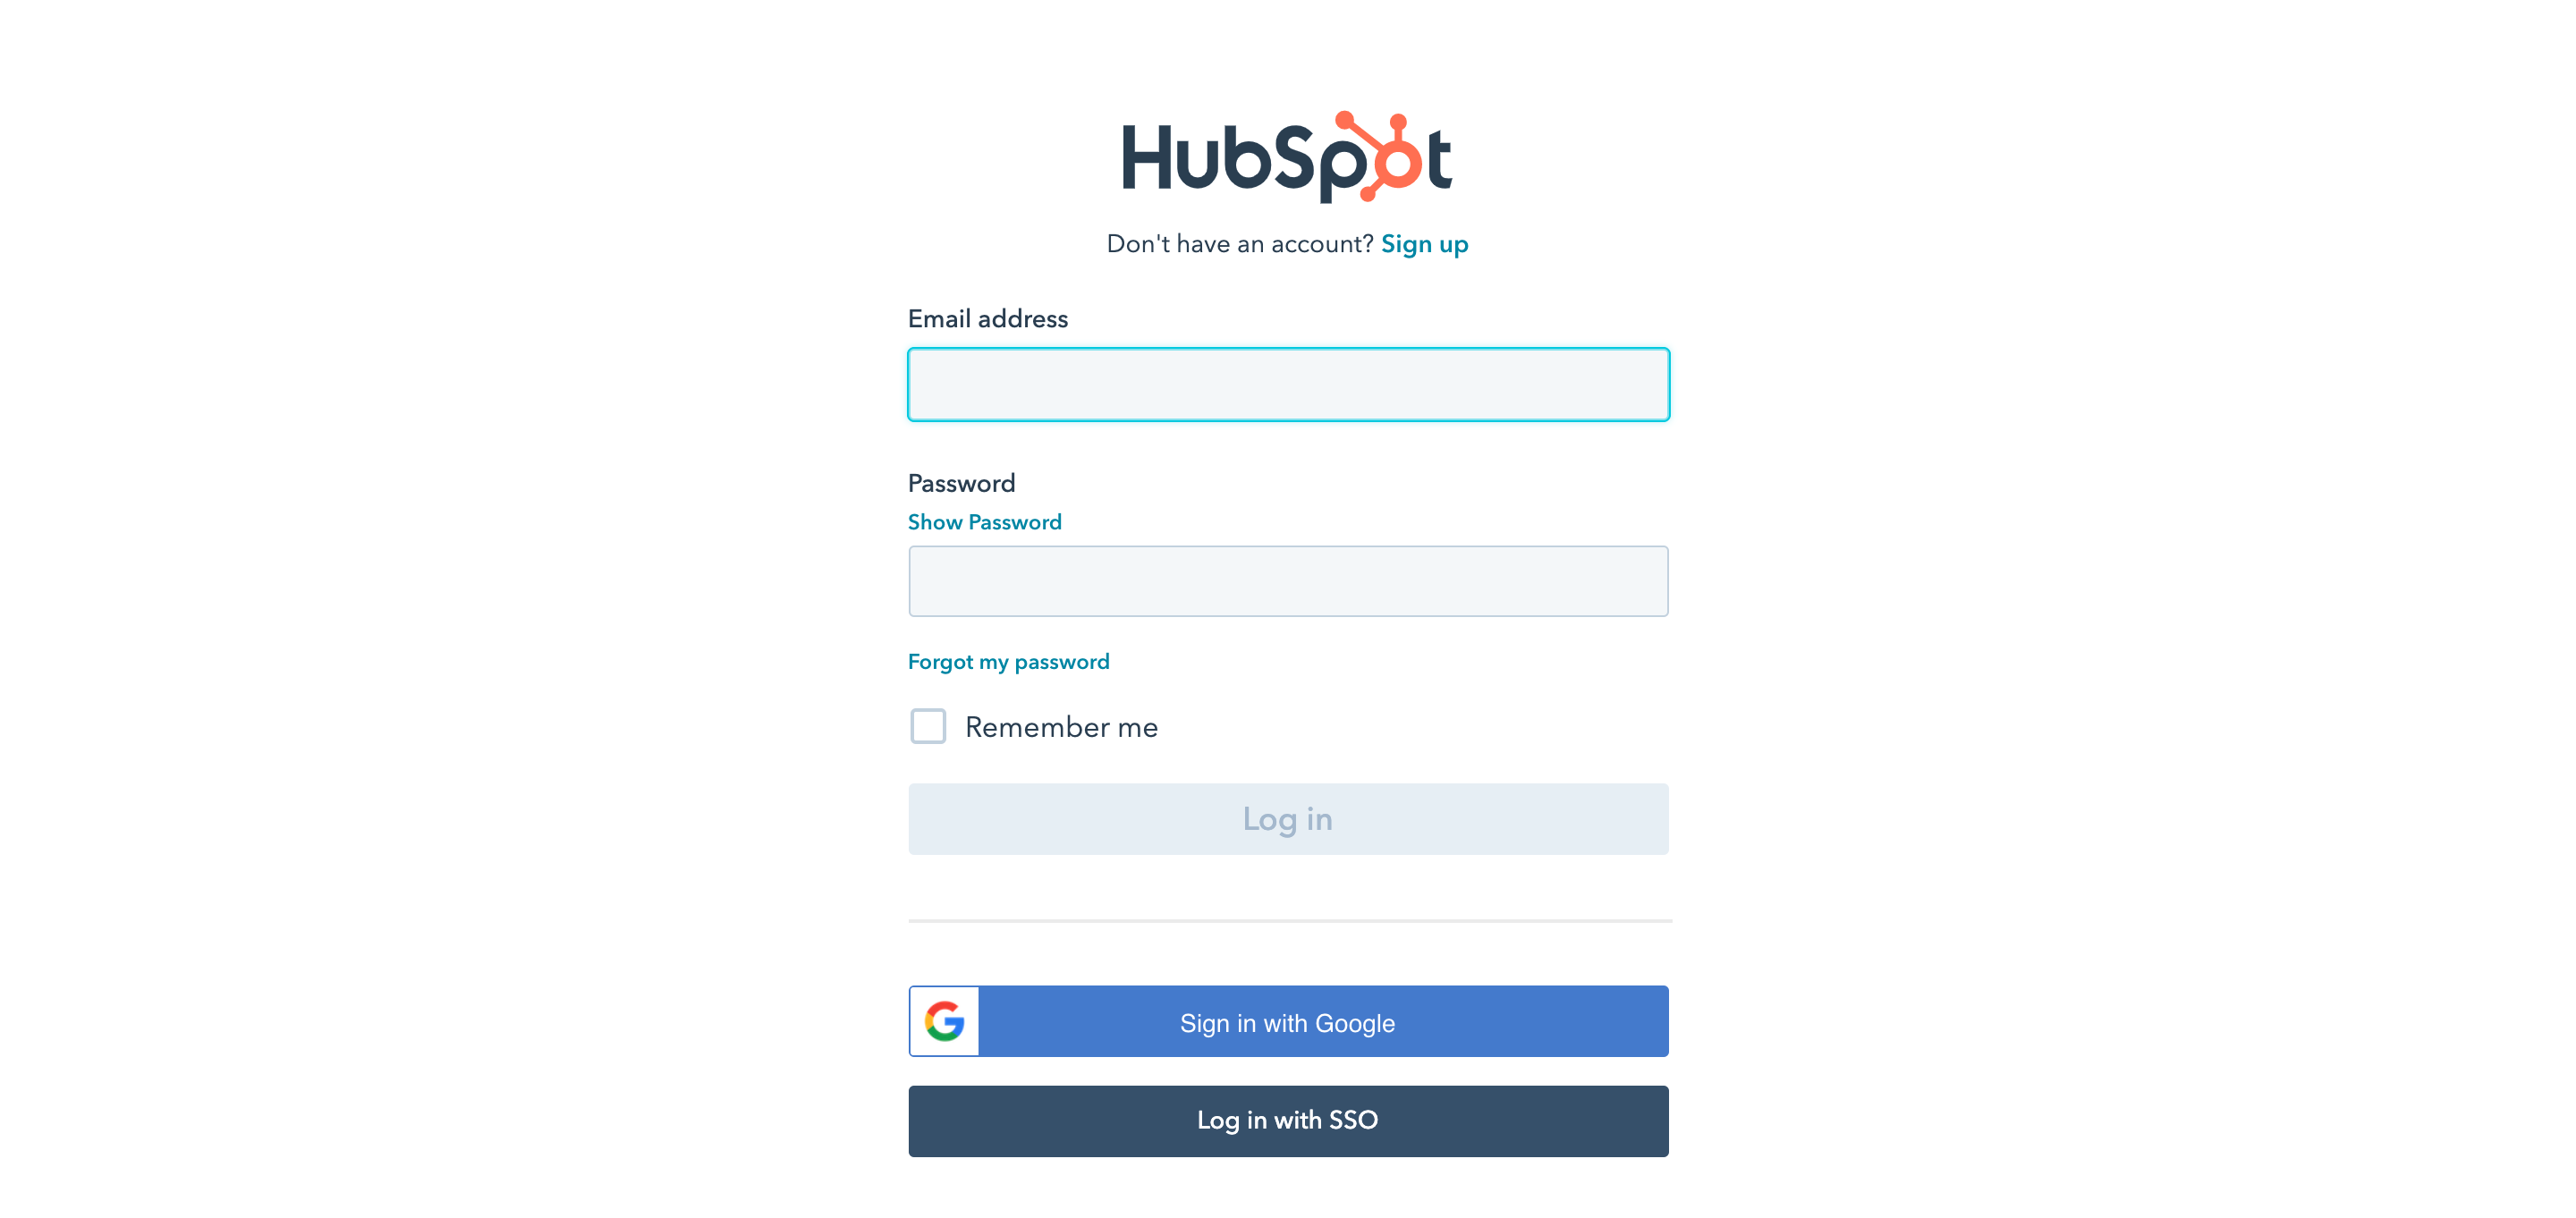 HubSpot
Don't have an account? Sign up
Email address
Password
Show Password
Forgot my password
Remember me
Log in
Sign in with Google
Log in with SSO